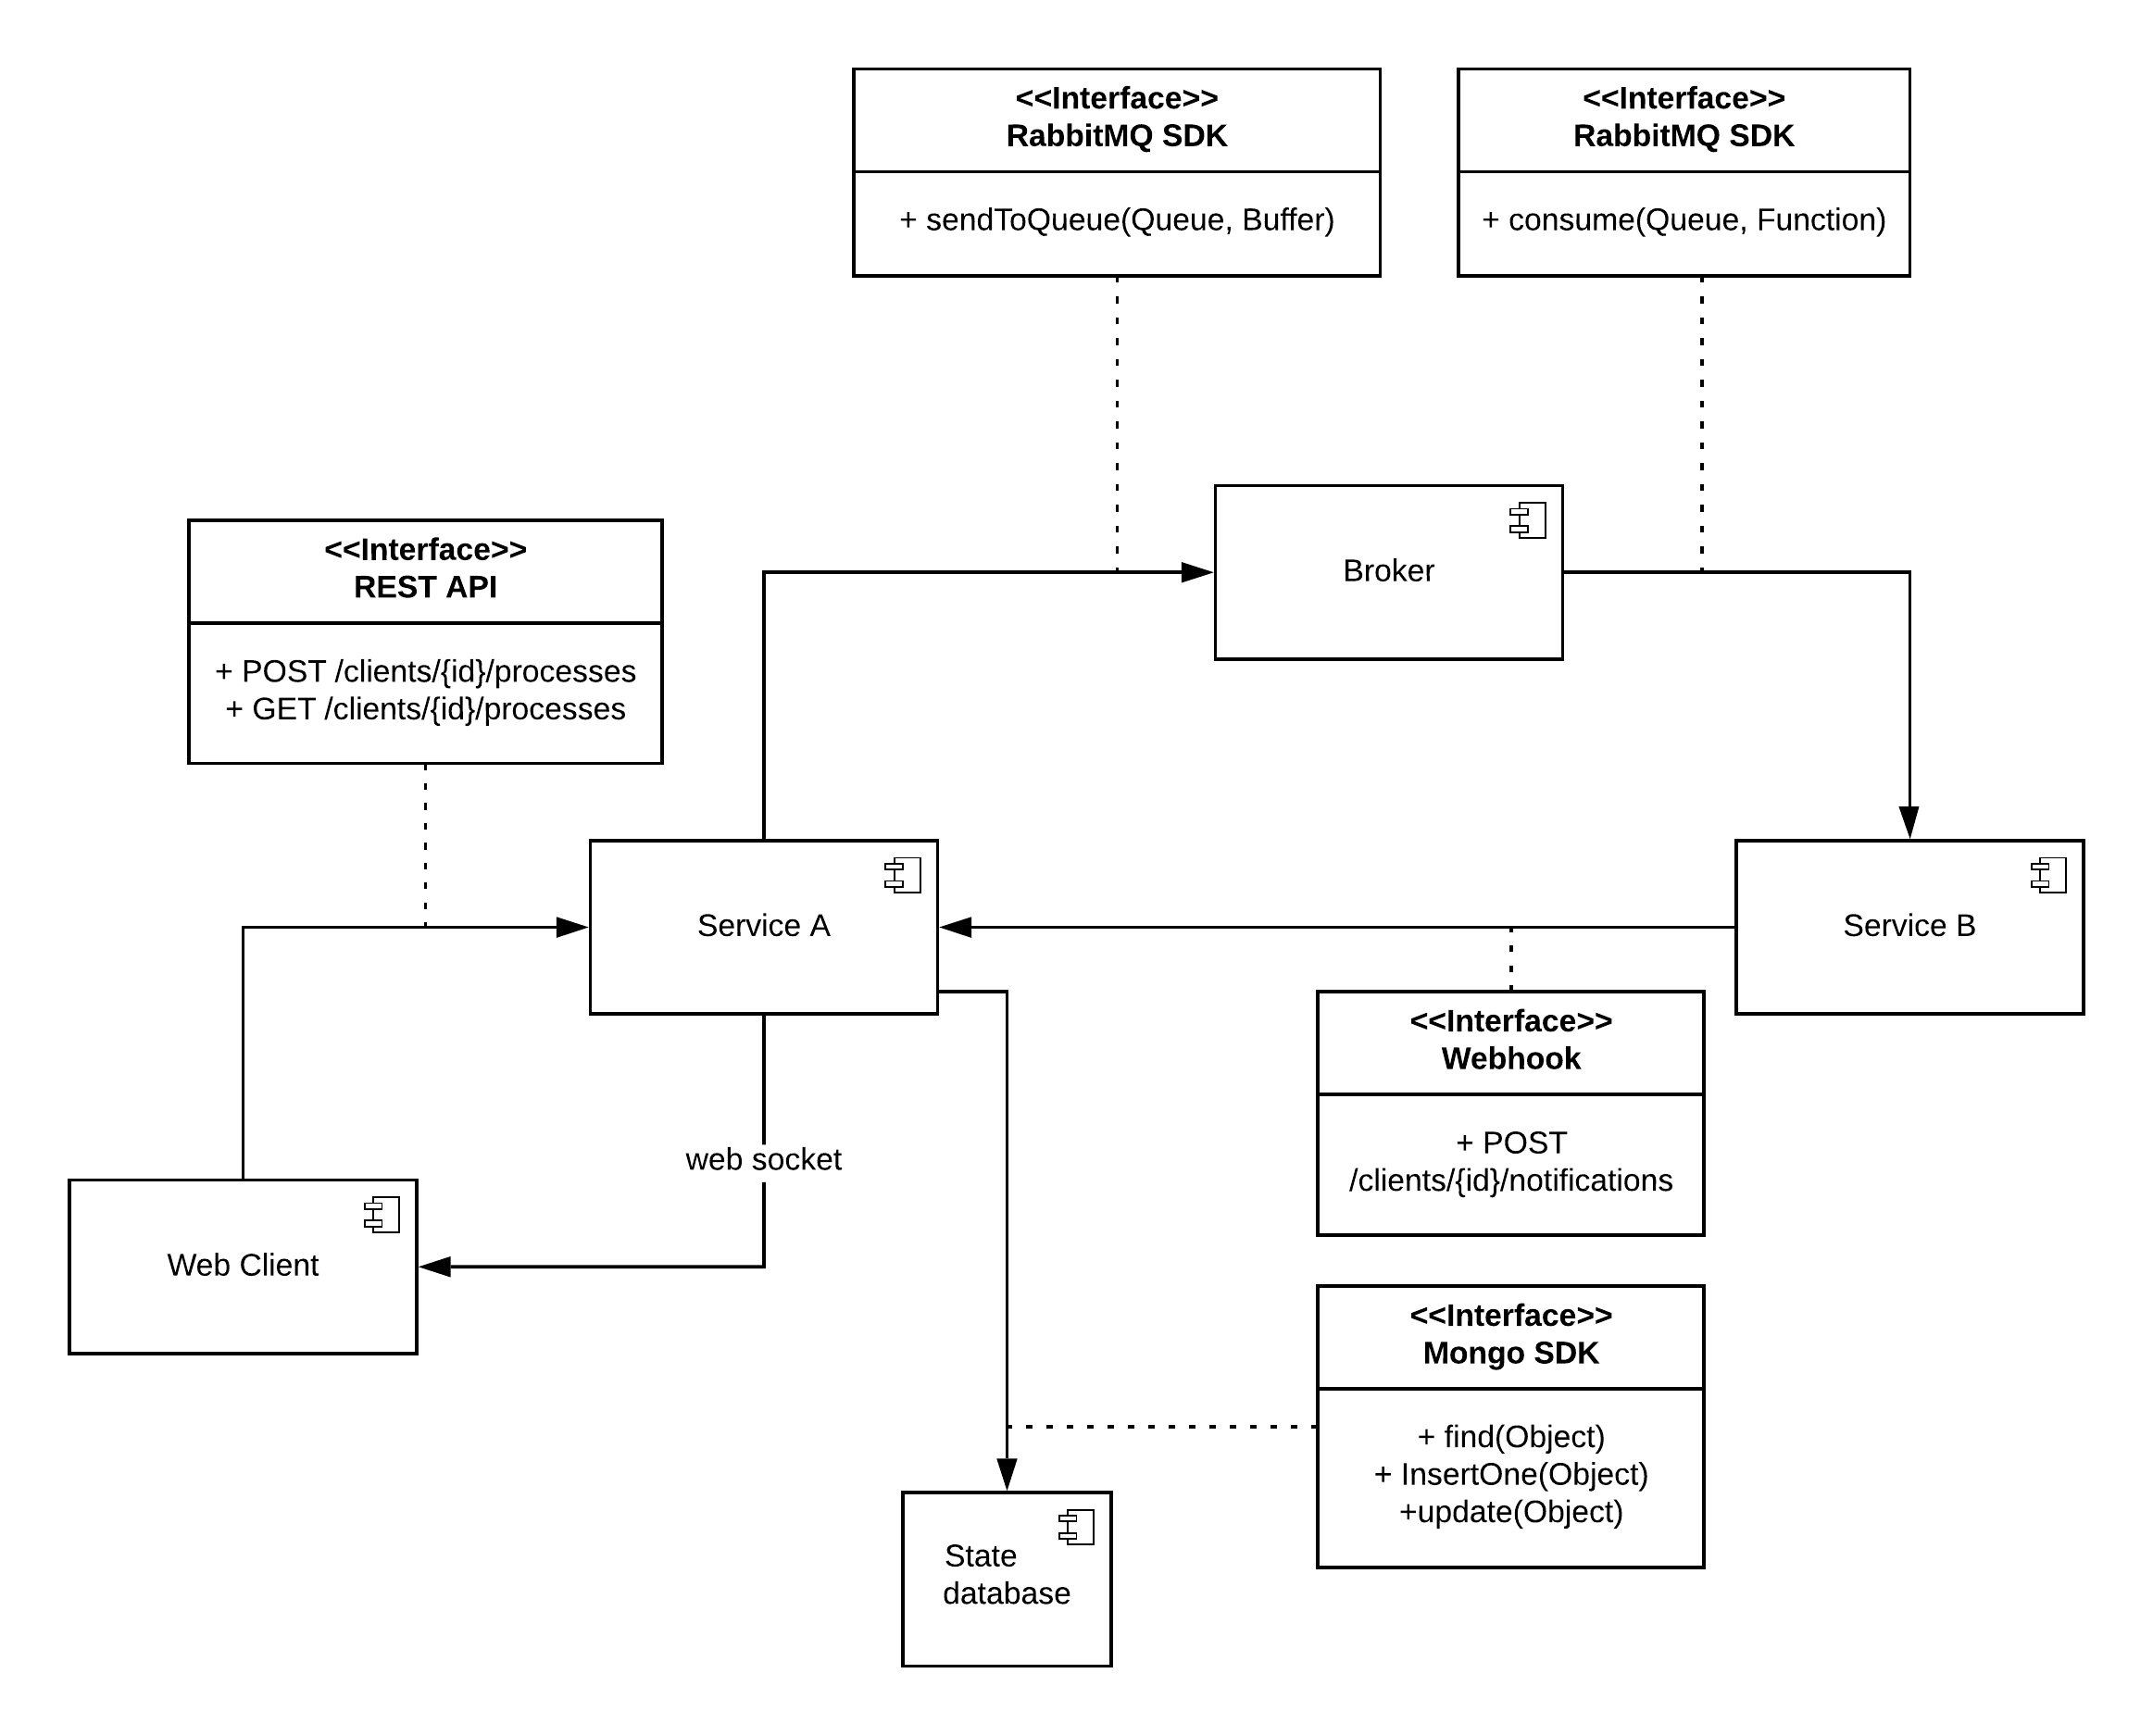 <<Interface>>
RabbitMQ SDK
+ sendToQueue(Queue, Buffer)
<<Interface>>
RabbitMQ SDK
+ consume(Queue, Function)
Broker
<<Interface>>
REST API
+ POST /clients/{id}/processes
+ GET /clients/{id}/processes
Service A
Service B
<<Interface>>
Webhook
+ POST
/clients/{id}/notifications
web socket
Web Client
<<Interface>>
Mongo SDK
+ find(Object)
+ InsertOne(Object)
+update(Object)
State
database